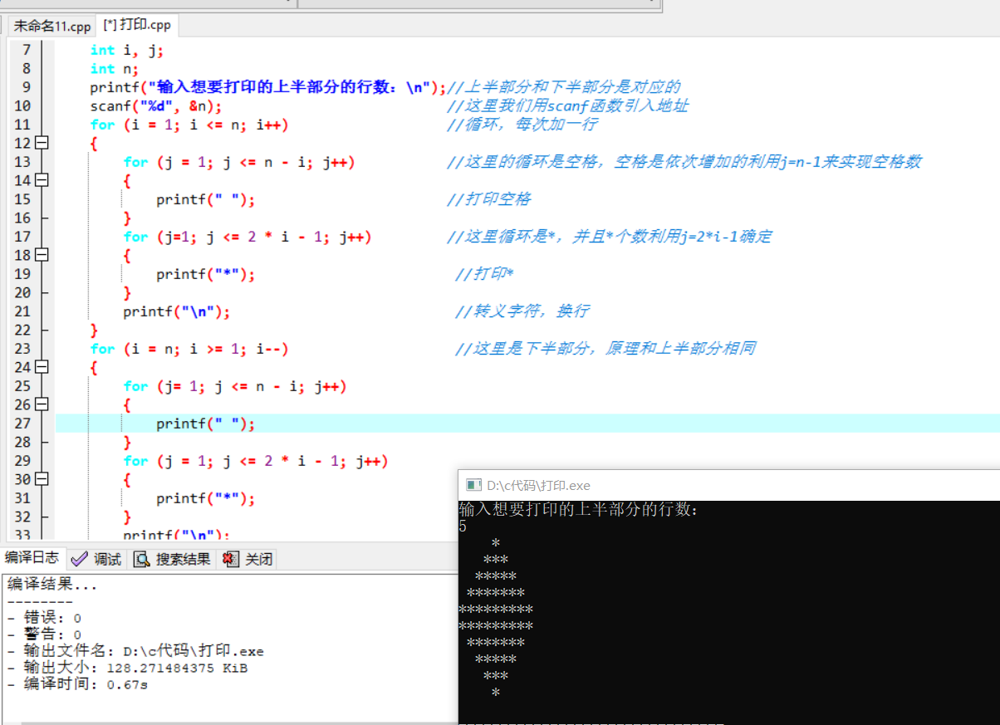 未命名11.cpp [*] 打印.cpp
7 int i, j;
8 int n;
9 printf("输入想要打印的上半部分的行数: \n");//上半部分和下半部分是对应的
10 scanf("%d", &n); //这里我们用scanf函数引入地址
11 for (i = 1; i <= n; i++) //循环，每次加一行
12 {
13 for (j = 1; j <= n - i; j++) //这里的循环是空格，空格是依次增加的利用j=n-1来实现空格数
14 {
15 printf(" "); //打印空格
16 }
17 for (j=1; j <= 2 * i - 1; j++) //这里循环是*，并且*个数利用j=2*i-1确定
18 {
19 printf("*"); //打印*
20 }
21 printf("\n"); //转义字符，换行
22 }
23 for (i = n; i >= 1; i--) //这里是下半部分，原理和上半部分相同
24 {
25 for (j= 1; j <= n - i; j++)
26 {
27 printf(" ");
28 }
29 for (j = 1; j <= 2 * i - 1; j++)
30 {
31 printf("*");
32 }
33 printf("\n");
编译日志 调试 搜索结果 关闭
编译结果...
--------
- 错误: 0
- 警告: 0
- 输出文件名: D:\c代码\打印.exe
- 输出大小: 128.271484375 KiB
- 编译时间: 0.67s
D:\c代码\打印.exe
输入想要打印的上半部分的行数:
5
    *
   ***
  *****
 *******
*********
*********
 *******
  *****
   ***
    *